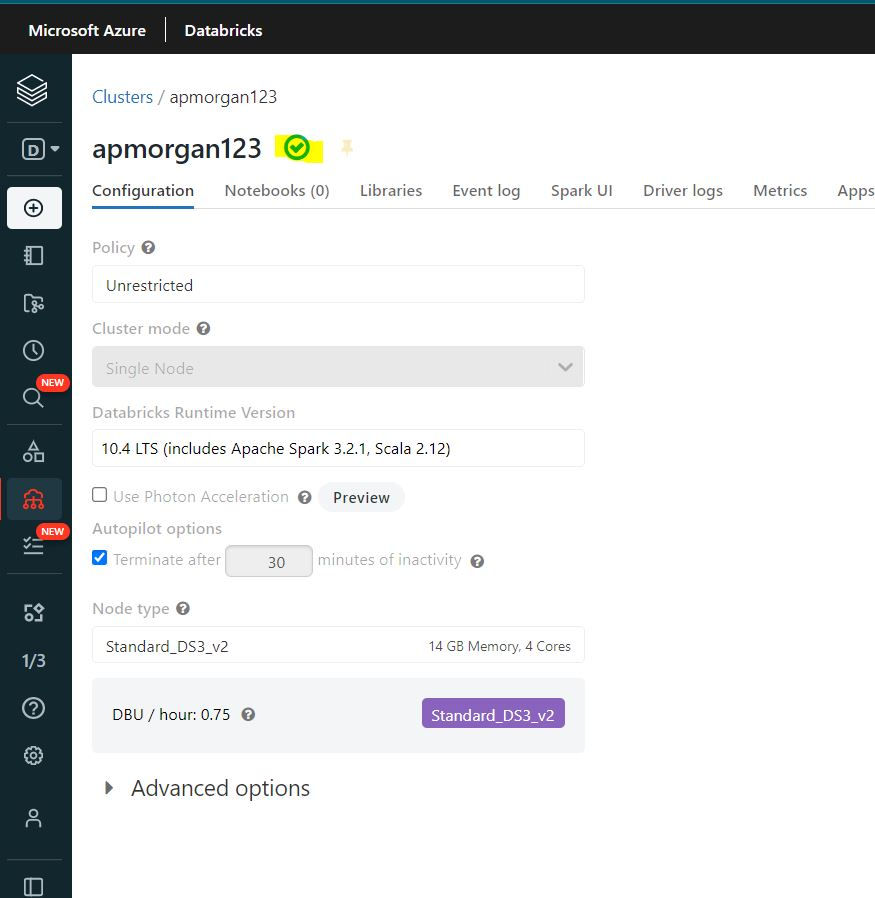 Microsoft Azure Databricks
D
Clusters / apmorgan123
apmorgan123
Configuration Notebooks (0) Libraries Event log Spark UI Driver logs Metrics Apps
Policy
Unrestricted
Cluster mode
Single Node
NEW
Databricks Runtime Version
10.4 LTS (includes Apache Spark 3.2.1, Scala 2.12)
Use Photon Acceleration Preview
Autopilot options
NEW
Terminate after 30 minutes of inactivity
Node type
Standard_DS3_v2 14 GB Memory, 4 Cores
1/3
DBU / hour: 0.75 Standard_DS3_v2
Advanced options